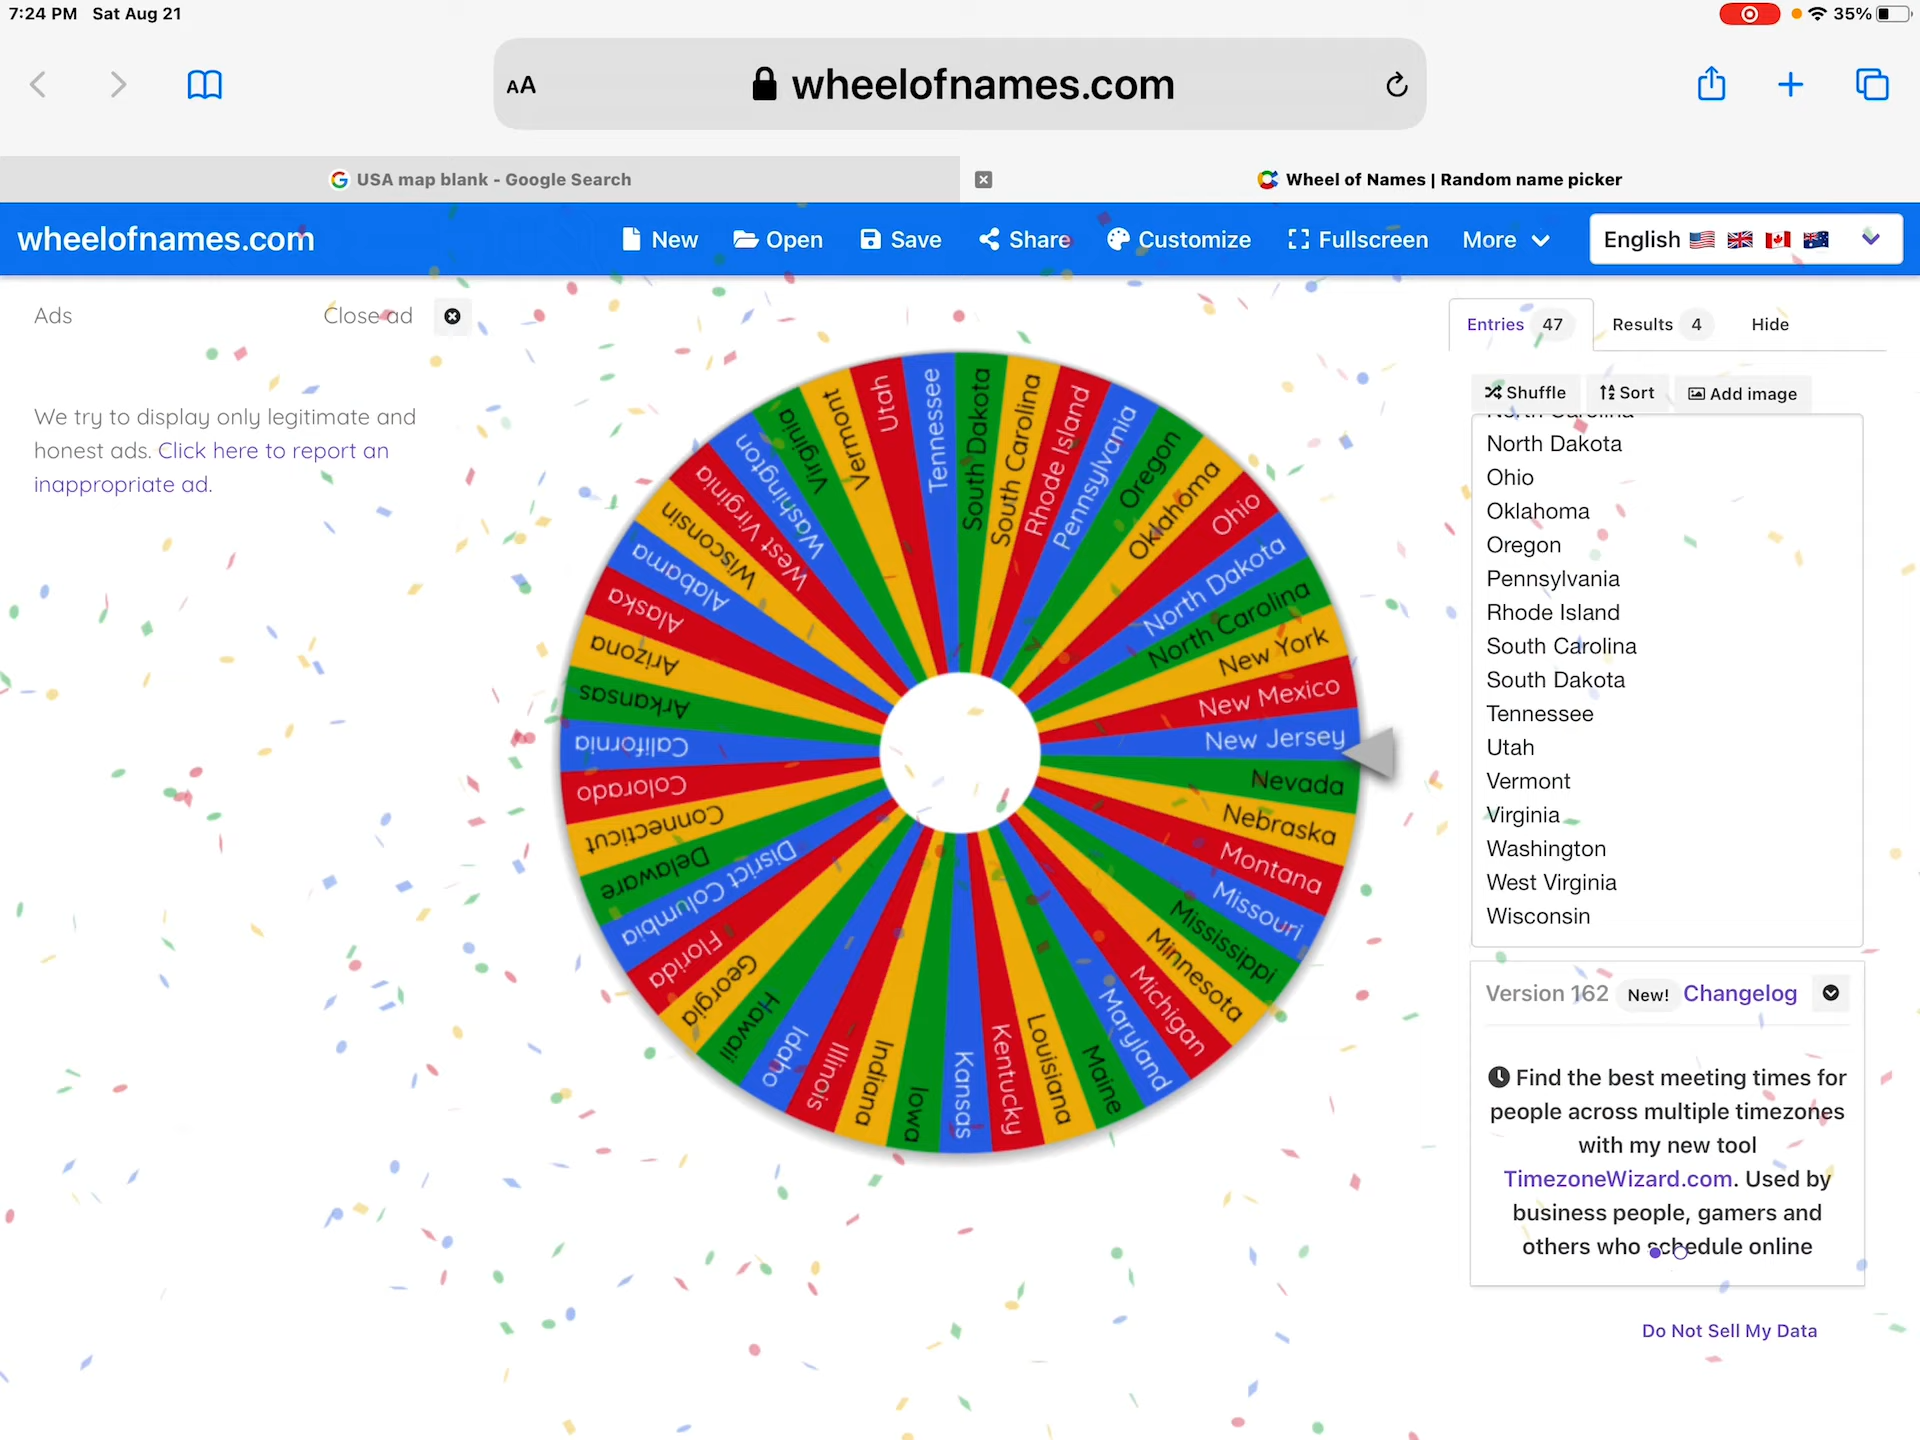 7:24 PM Sat Aug 21
35%
AA
wheelofnames.com
USA map blank - Google Search
Wheel of Names | Random name picker
wheelofnames.com
New
Open
Save
Share
Customize
Fullscreen
More
English
Ads
Close ad
We try to display only legitimate and
honest ads. Click here to report an
inappropriate ad.
Tennessee
South Dakota
South Carolina
Rhode Island
Pennsylvania
Oregon
Oklahoma
Ohio
North Dakota
North Carolina
New York
New Mexico
New Jersey
Nevada
Nebraska
Montana
Missouri
Mississippi
Minnesota
Michigan
Maryland
Maine
Louisiana
Kentucky
Kansas
Iowa
Indiana
Illinois
Idaho
Hawaii
Georgia
Florida
Disrict Columbia
Delaware
Connecticut
Colorado
California
Arkansas
Arizona
Alaska
Alabama
Wisconsin
West Virginia
Washington
Virginia
Vermont
Utah
Entries 47
Results 4
Hide
Shuffle
Sort
Add image
North Carolina
North Dakota
Ohio
Oklahoma
Oregon
Pennsylvania
Rhode Island
South Carolina
South Dakota
Tennessee
Utah
Vermont
Virginia
Washington
West Virginia
Wisconsin
Version 162 New! Changelog
Find the best meeting times for
people across multiple timezones
with my new tool
TimezoneWizard.com. Used by
business people, gamers and
others who schedule online
Do Not Sell My Data